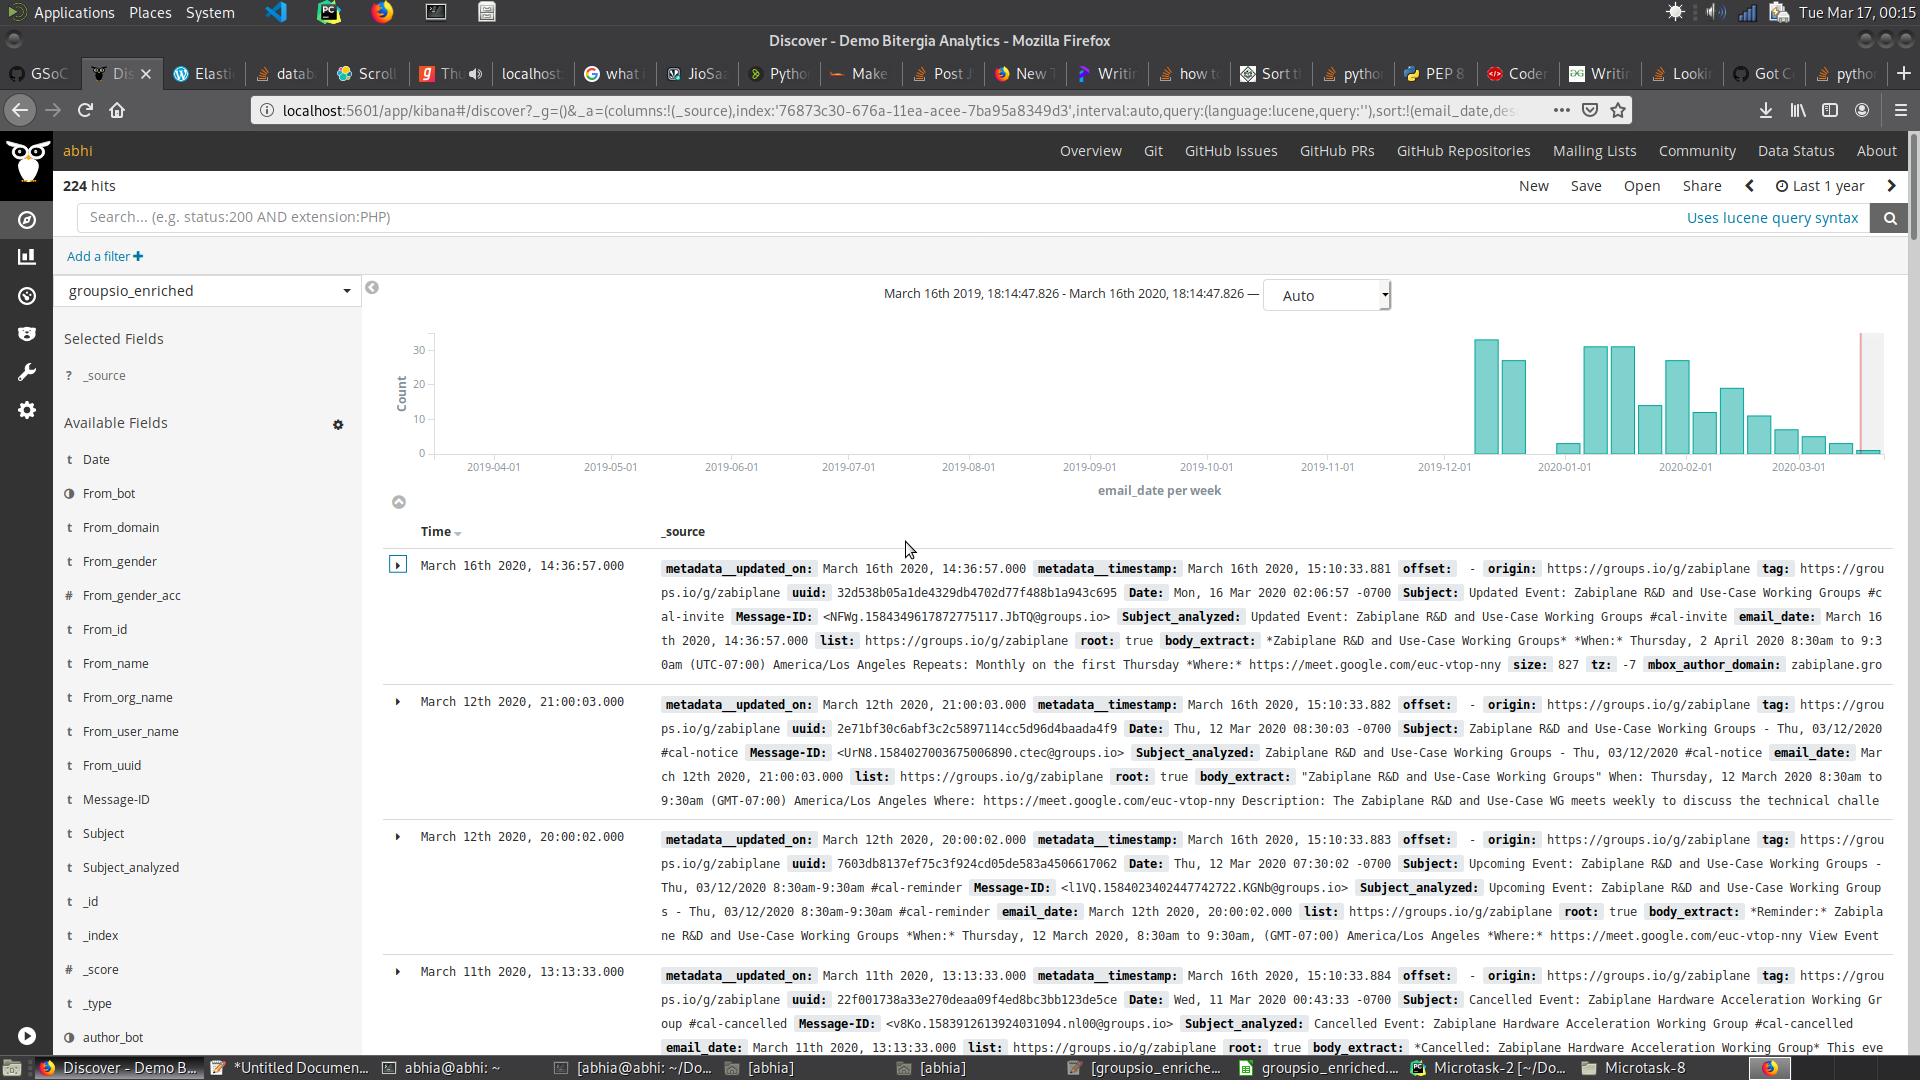 Applications Places System Tue Mar 17, 00:15
Discover - Demo Bitergia Analytics - Mozilla Firefox
GSoC Dis Elasti datab Scroll Thu localhost: what i JioSaa Pytho Make Post J New T Writin how to Sort th pytho PEP 8 Coder Writin Lookin Got C pytho
localhost:5601/app/kibana#/discover?_g=()&_a=(columns:!(_source),index:'76873c30-676a-11ea-acee-7ba95a8349d3',interval:auto,query:(language:lucene,query:''),sort:!(email_date,des
abhi Overview Git GitHub Issues GitHub PRs GitHub Repositories Mailing Lists Community Data Status About
224 hits New Save Open Share Last 1 year
Search... (e.g. status:200 AND extension:PHP) Uses lucene query syntax
Add a filter
groupsio_enriched
March 16th 2019, 18:14:47.826 - March 16th 2020, 18:14:47.826 — Auto
Selected Fields
? _source
Available Fields
t Date
From_bot
t From_domain
t From_gender
# From_gender_acc
t From_id
t From_name
t From_org_name
t From_user_name
t From_uuid
t Message-ID
t Subject
t Subject_analyzed
t _id
t _index
# _score
t _type
author_bot
Count
30
20
10
0
2019-04-01 2019-05-01 2019-06-01 2019-07-01 2019-08-01 2019-09-01 2019-10-01 2019-11-01 2019-12-01 2020-01-01 2020-02-01 2020-03-01
email_date per week
Time _source
March 16th 2020, 14:36:57.000 metadata__updated_on: March 16th 2020, 14:36:57.000 metadata__timestamp: March 16th 2020, 15:10:33.881 offset: - origin: https://groups.io/g/zabiplane tag: https://grou
ps.io/g/zabiplane uuid: 32d538b05a1de4329db4702d77f488b1a943c695 Date: Mon, 16 Mar 2020 02:06:57 -0700 Subject: Updated Event: Zabiplane R&D and Use-Case Working Groups #c
al-invite Message-ID: <NFWg.1584349617872775117.JbTQ@groups.io> Subject_analyzed: Updated Event: Zabiplane R&D and Use-Case Working Groups #cal-invite email_date: March 16
th 2020, 14:36:57.000 list: https://groups.io/g/zabiplane root: true body_extract: *Zabiplane R&D and Use-Case Working Groups* *When:* Thursday, 2 April 2020 8:30am to 9:3
0am (UTC-07:00) America/Los Angeles Repeats: Monthly on the first Thursday *Where:* https://meet.google.com/euc-vtop-nny size: 827 tz: -7 mbox_author_domain: zabiplane.gro
March 12th 2020, 21:00:03.000 metadata__updated_on: March 12th 2020, 21:00:03.000 metadata__timestamp: March 16th 2020, 15:10:33.882 offset: - origin: https://groups.io/g/zabiplane tag: https://grou
ps.io/g/zabiplane uuid: 2e71bf30c6abf3c2c5897114cc5d96d4baada4f9 Date: Thu, 12 Mar 2020 08:30:03 -0700 Subject: Zabiplane R&D and Use-Case Working Groups - Thu, 03/12/2020
#cal-notice Message-ID: <UrN8.1584027003675006890.ctec@groups.io> Subject_analyzed: Zabiplane R&D and Use-Case Working Groups - Thu, 03/12/2020 #cal-notice email_date: Mar
ch 12th 2020, 21:00:03.000 list: https://groups.io/g/zabiplane root: true body_extract: "Zabiplane R&D and Use-Case Working Groups" When: Thursday, 12 March 2020 8:30am to
9:30am (GMT-07:00) America/Los Angeles Where: https://meet.google.com/euc-vtop-nny Description: The Zabiplane R&D and Use-Case WG meets weekly to discuss the technical challe
March 12th 2020, 20:00:02.000 metadata__updated_on: March 12th 2020, 20:00:02.000 metadata__timestamp: March 16th 2020, 15:10:33.883 offset: - origin: https://groups.io/g/zabiplane tag: https://grou
ps.io/g/zabiplane uuid: 7603db8137ef75c3f924cd05de583a4506617062 Date: Thu, 12 Mar 2020 07:30:02 -0700 Subject: Upcoming Event: Zabiplane R&D and Use-Case Working Groups -
Thu, 03/12/2020 8:30am-9:30am #cal-reminder Message-ID: <l1VQ.1584023402447742722.KGNb@groups.io> Subject_analyzed: Upcoming Event: Zabiplane R&D and Use-Case Working Group
s - Thu, 03/12/2020 8:30am-9:30am #cal-reminder email_date: March 12th 2020, 20:00:02.000 list: https://groups.io/g/zabiplane root: true body_extract: *Reminder:* Zabipla
ne R&D and Use-Case Working Groups *When:* Thursday, 12 March 2020, 8:30am to 9:30am, (GMT-07:00) America/Los Angeles *Where:* https://meet.google.com/euc-vtop-nny View Event
March 11th 2020, 13:13:33.000 metadata__updated_on: March 11th 2020, 13:13:33.000 metadata__timestamp: March 16th 2020, 15:10:33.884 offset: - origin: https://groups.io/g/zabiplane tag: https://grou
ps.io/g/zabiplane uuid: 22f001738a33e270deaa09f4ed8bc3bb123de5ce Date: Wed, 11 Mar 2020 00:43:33 -0700 Subject: Cancelled Event: Zabiplane Hardware Acceleration Working Gr
oup #cal-cancelled Message-ID: <v8Ko.1583912613924031094.nl00@groups.io> Subject_analyzed: Cancelled Event: Zabiplane Hardware Acceleration Working Group #cal-cancelled
email_date: March 11th 2020, 13:13:33.000 list: https://groups.io/g/zabiplane root: true body_extract: *Cancelled: Zabiplane Hardware Acceleration Working Group* This eve
Discover - Demo B... *Untitled Documen... abhia@abhi: ~ [abhia@abhi: ~/Do... [abhia] [abhia] [groupsio_enriche... groupsio_enriched.... Microtask-2 [~/Do... Microtask-8